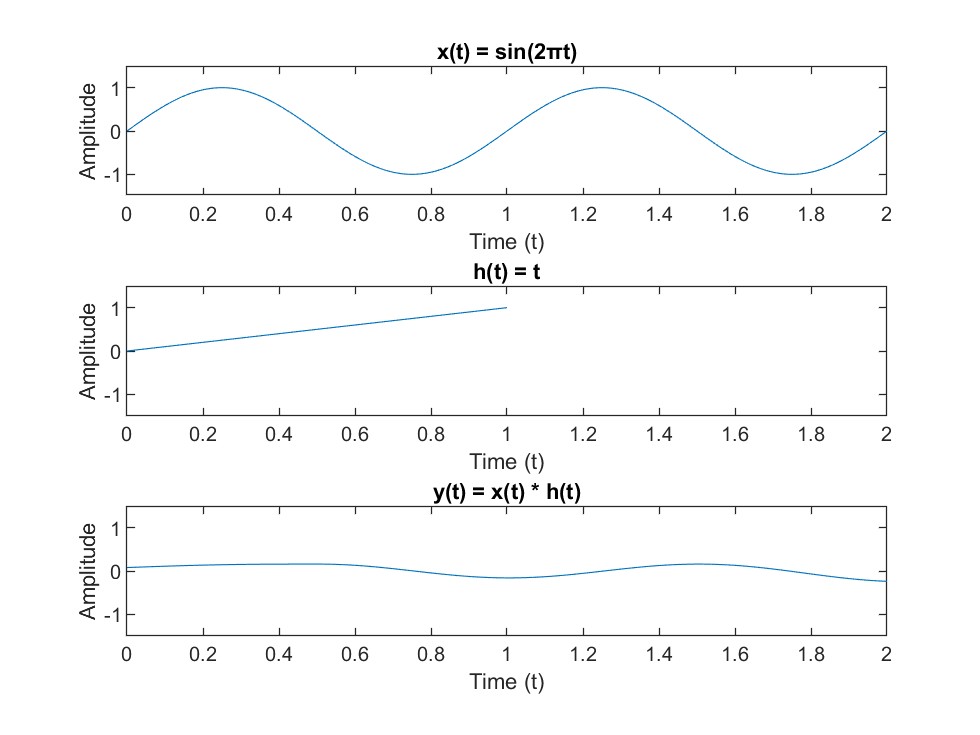 x(t) = sin(2πt)
Amplitude
1
0
-1
0 0.2 0.4 0.6 0.8 1 1.2 1.4 1.6 1.8 2
Time (t)
h(t) = t
Amplitude
1
0
-1
0 0.2 0.4 0.6 0.8 1 1.2 1.4 1.6 1.8 2
Time (t)
y(t) = x(t) * h(t)
Amplitude
1
0
-1
0 0.2 0.4 0.6 0.8 1 1.2 1.4 1.6 1.8 2
Time (t)